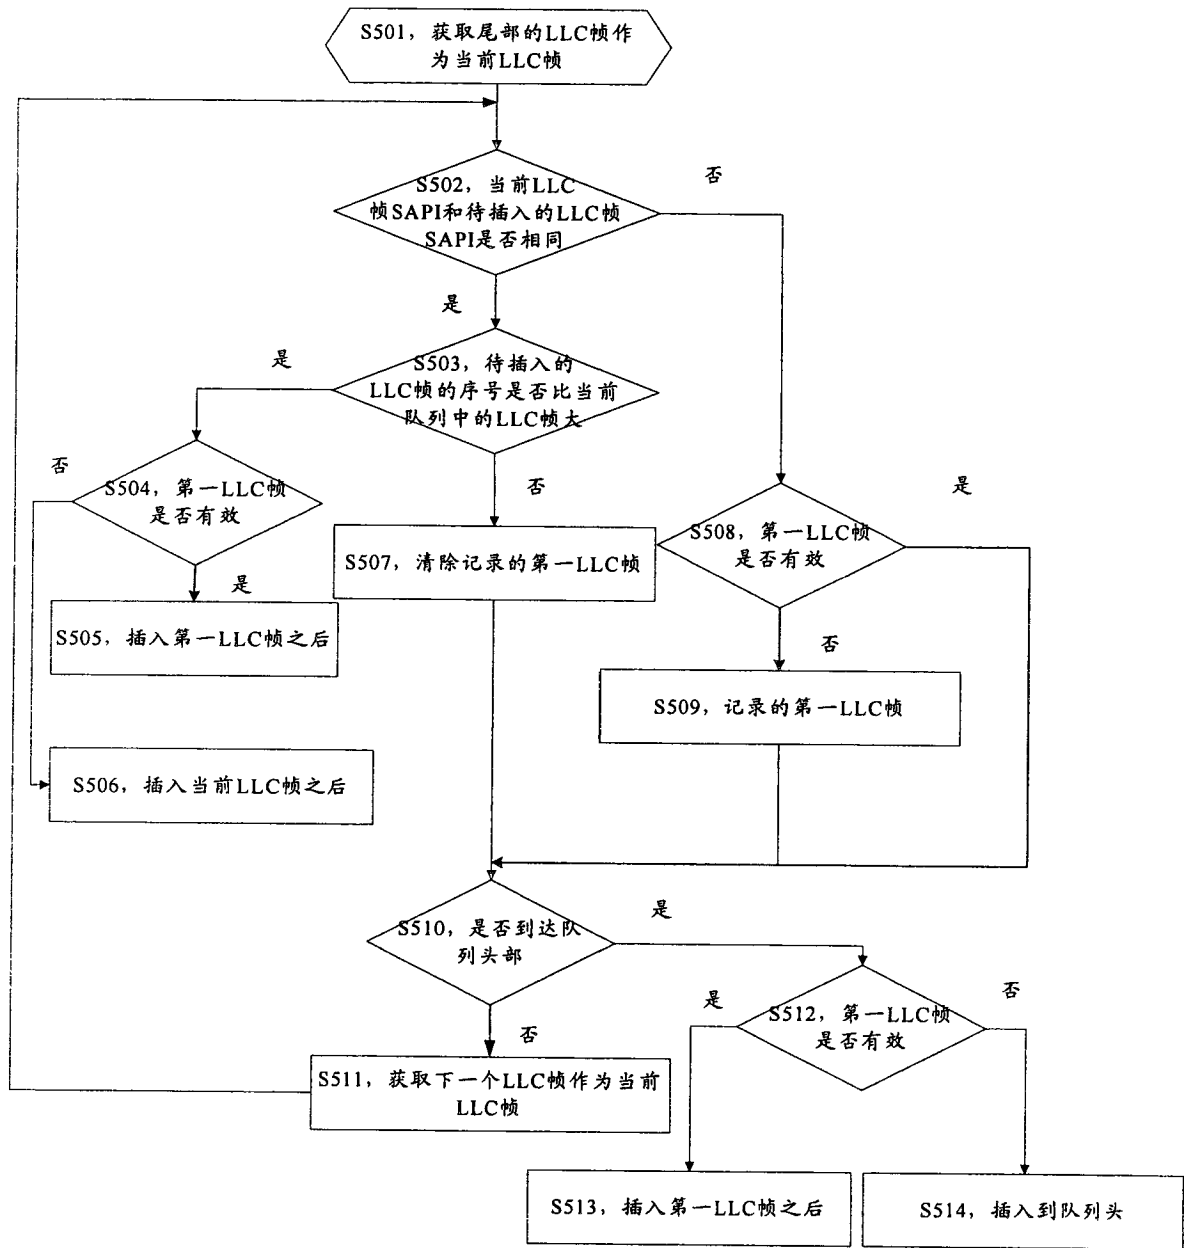 S501，获取尾部的LLC帧作
为当前LLC帧
否
S502，当前LLC
帧SAPI和待插入的LLC帧
SAPI是否相同
是
是
S503，待插入的
LLC帧的序号是否比当前
队列中的LLC帧大
否
S504，第一LLC帧
是否有效
否
是
S508，第一LLC帧
是否有效
S507，清除记录的第一LLC帧
是
S505，插入第一LLC帧之后
否
S509，记录的第一LLC帧
S506，插入当前LLC帧之后
是
S510，是否到达队
列头部
是
否
S512，第一LLC帧
是否有效
否
S511，获取下一个LLC帧作为当前
LLC帧
S513，插入第一LLC帧之后
S514，插入到队列头